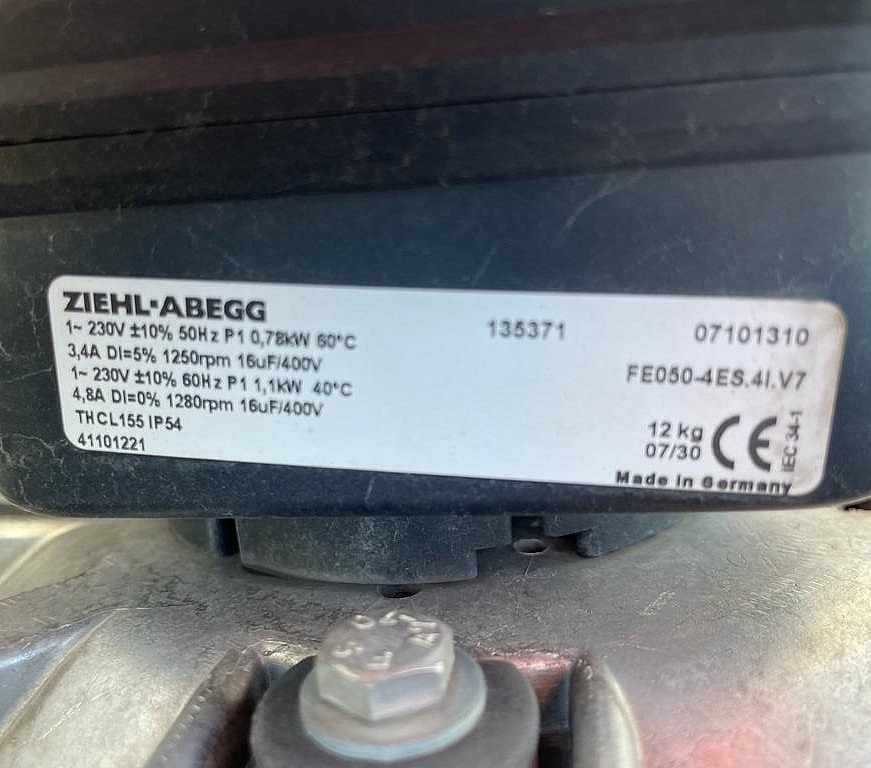 ZIEHL-ABEGG
1~ 230V ±10% 50Hz P1 0,78kW 60°C
3,4A DI=5% 1250rpm 16uF/400V
1~ 230V ±10% 60Hz P1 1,1kW 40°C
4,8A DI=0% 1280rpm 16uF/400V
THCL155 IP54
41101221
135371
07101310
FE050-4ES.4I.V7
12 kg
07/30
CE
IEC 34-1
Made in Germany